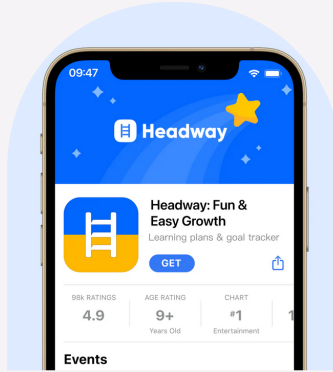 09:47
Headway
Headway: Fun &
Easy Growth
Learning plans & goal tracker
GET
98k RATINGS
4.9
AGE RATING
9+
Years Old
CHART
#1
Entertainment
1
Events